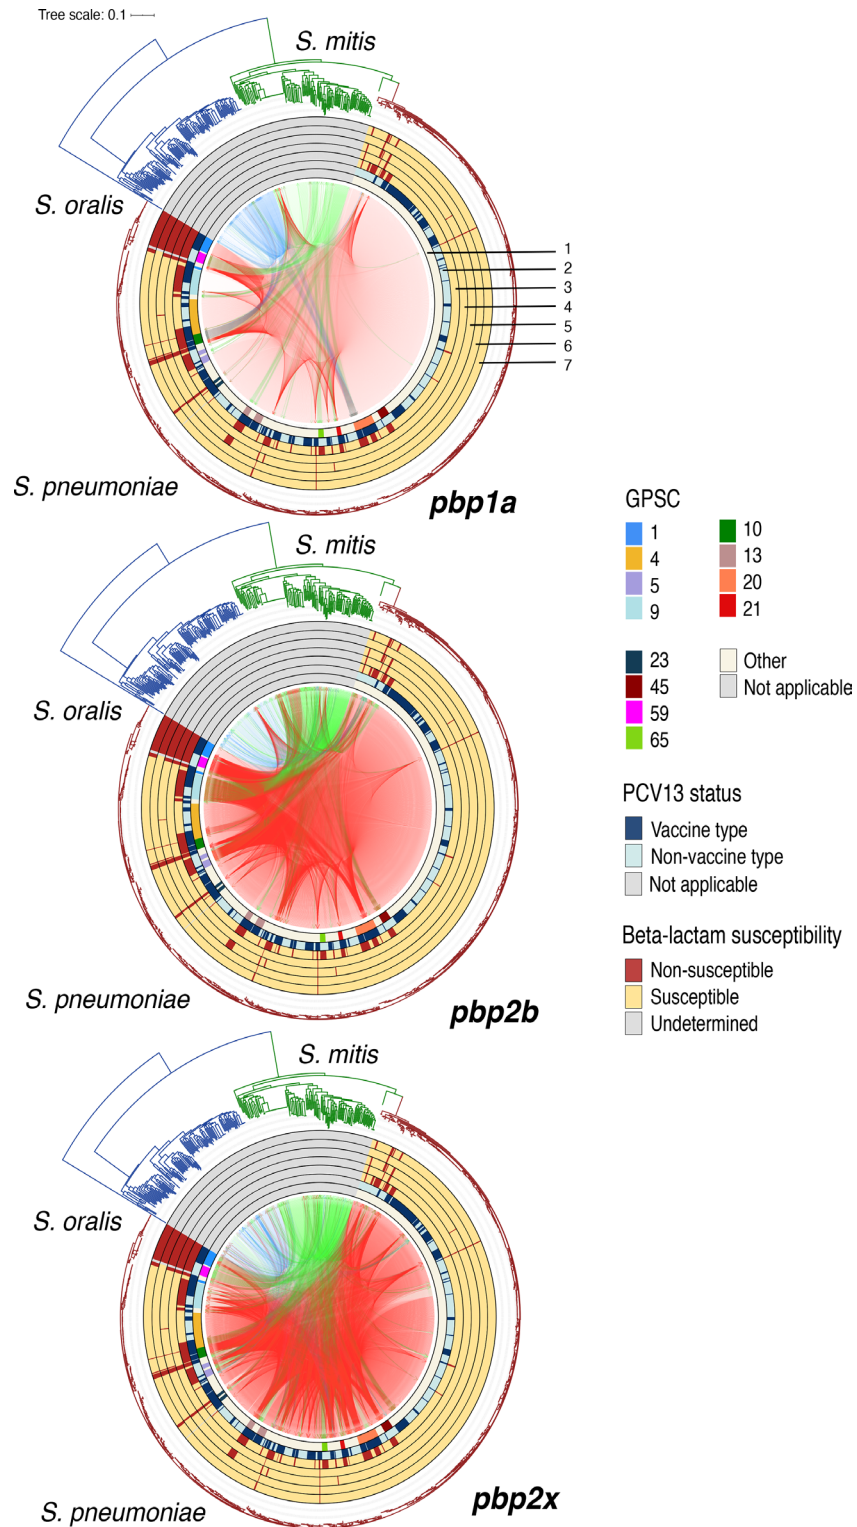 Tree scale: 0.1
S. mitis
S. oralis
1
2
3
4
5
6
7
S. pneumoniae
pbp1a
GPSC
1
4
5
9
10
13
20
21
23
45
59
65
Other
Not applicable
PCV13 status
Vaccine type
Non-vaccine type
Not applicable
Beta-lactam susceptibility
Non-susceptible
Susceptible
Undetermined
S. mitis
S. oralis
S. pneumoniae
pbp2b
S. mitis
S. oralis
S. pneumoniae
pbp2x